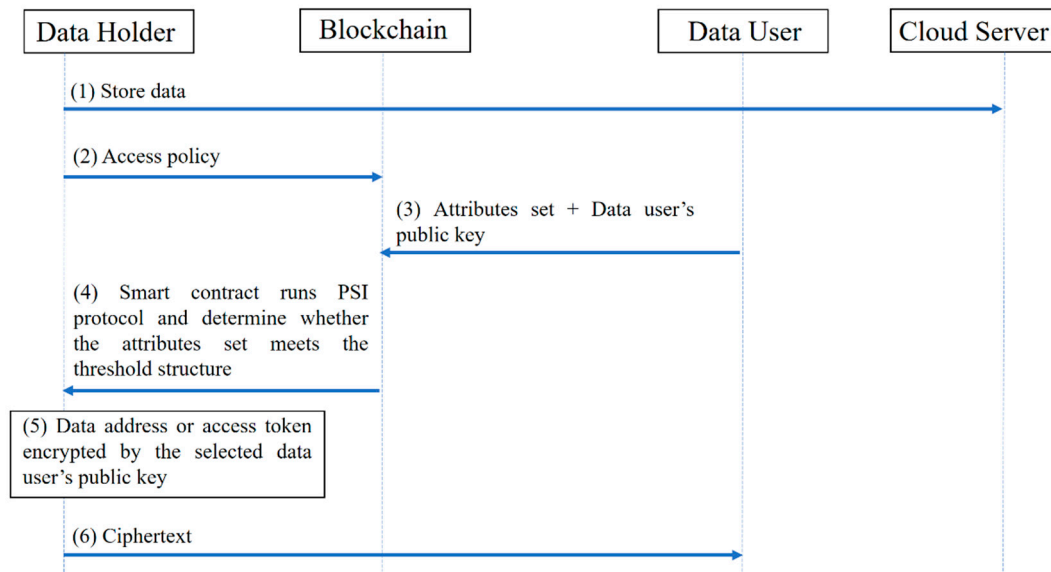 Data Holder
Blockchain
Data User
Cloud Server
(1) Store data
(2) Access policy
(3) Attributes set + Data user's
public key
(4) Smart contract runs PSI
protocol and determine whether
the attributes set meets the
threshold structure
(5) Data address or access token
encrypted by the selected data
user's public key
(6) Ciphertext